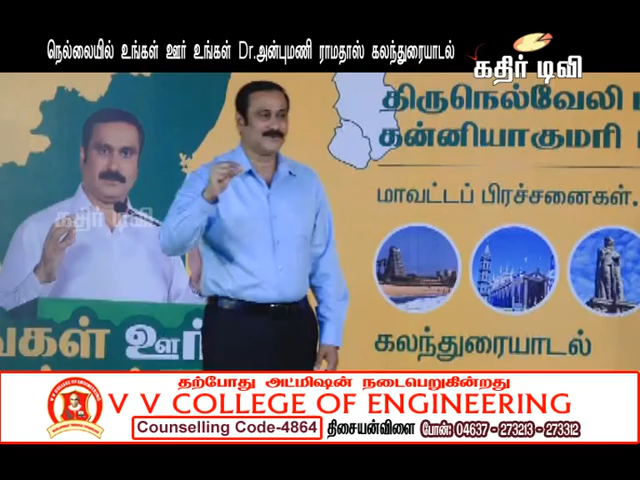 நெல்லையில் உங்கள் ஊர் உங்கள் Dr.அன்புமணி ராமதாஸ் கலந்துரையாடல்
கதிர் டிவி
திருநெல்வேலி
கன்னியாகுமரி
மாவட்டப் பிரச்சனைகள்.
கதிர் டிவி
ஊர்
கலந்துரையாடல்
தற்போது அட்மிஷன் நடைபெறுகின்றது
V V COLLEGE OF ENGINEERING
Counselling Code-4864 திசையன்விளை போன்: 04637 - 273213 - 273312